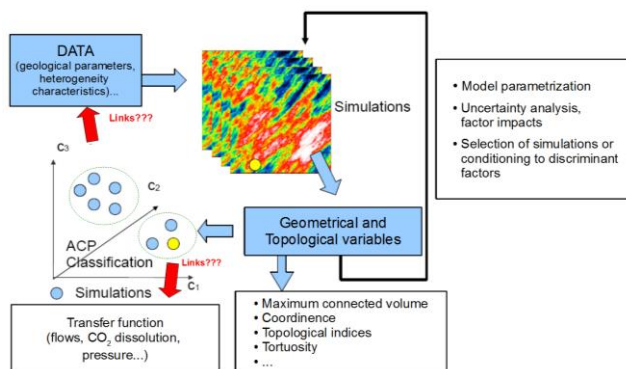 DATA
(geological parameters,
heterogeneity
characteristics)...
Simulations
• Model parametrization
• Uncertainty analysis,
factor impacts
• Selection of simulations or
conditioning to discriminant
factors
Links???
C3
C2
ACP
Classification
Links???
C1
Simulations
Geometrical and
Topological variables
Transfer function
(flows, CO2 dissolution,
pressure...)
• Maximum connected volume
• Coordinence
• Topological indices
• Tortuosity
• ...